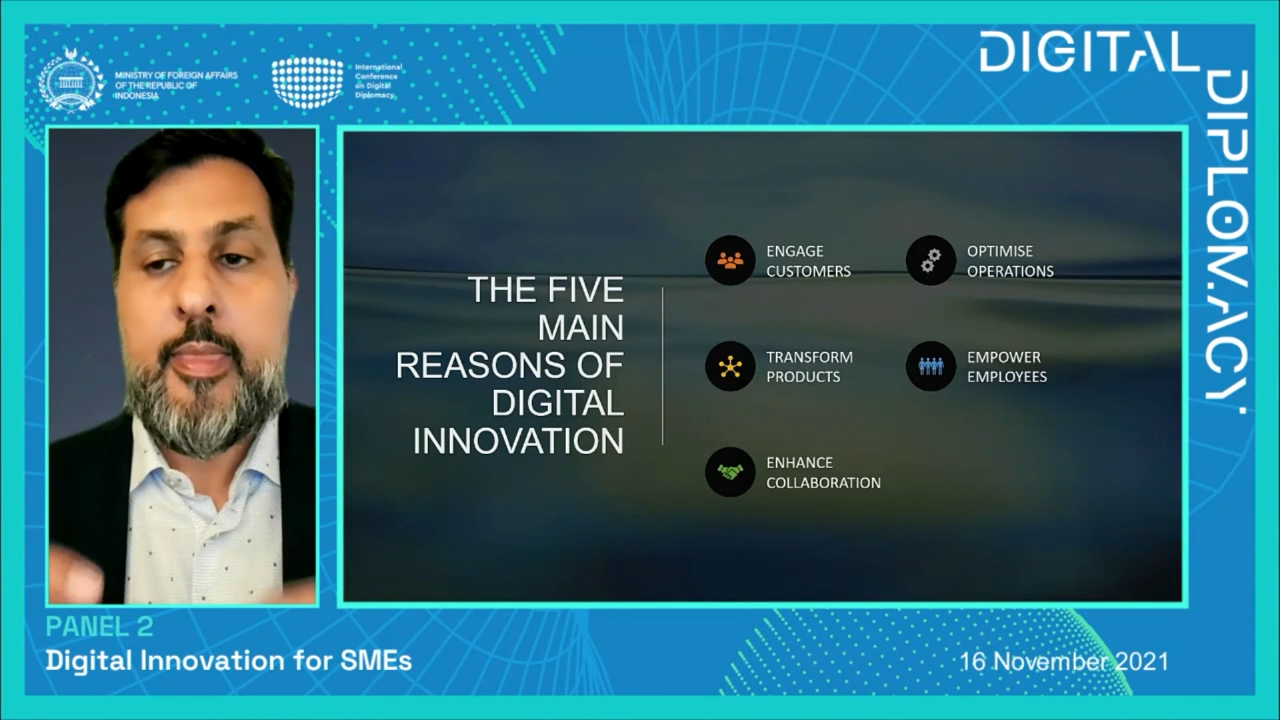 MINISTRY OF FOREIGN AFFAIRS
OF THE REPUBLIC OF
INDONESIA
International
Conference
on Digital
Diplomacy
DIGITAL
DIPLOMACY.
THE FIVE
MAIN
REASONS OF
DIGITAL
INNOVATION
ENGAGE
CUSTOMERS
OPTIMISE
OPERATIONS
TRANSFORM
PRODUCTS
EMPOWER
EMPLOYEES
ENHANCE
COLLABORATION
PANEL 2
Digital Innovation for SMEs
16 November 2021